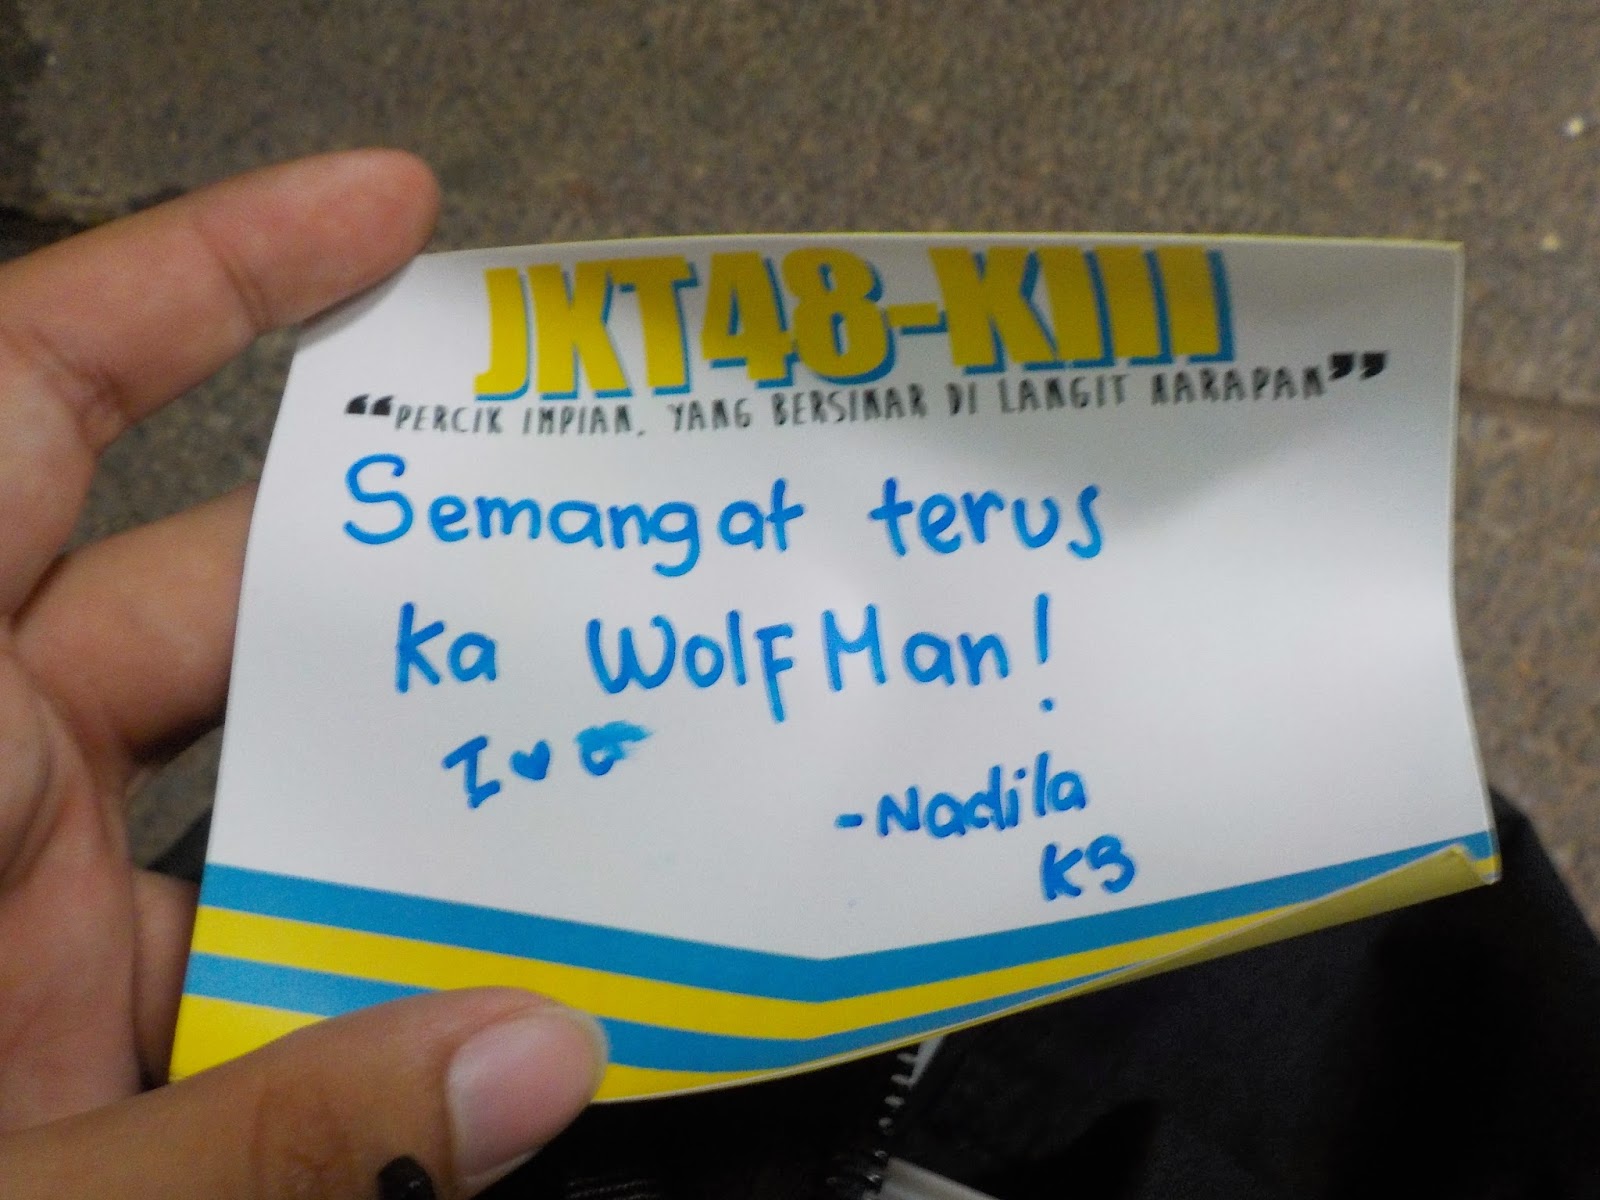 JKT48-KIII
“PERCIK IMPIAN, YANG BERSINAR DI LANGIT HARAPAN”
Semangat terus
ka WolfMan!
I ♥
-Nadila
K3